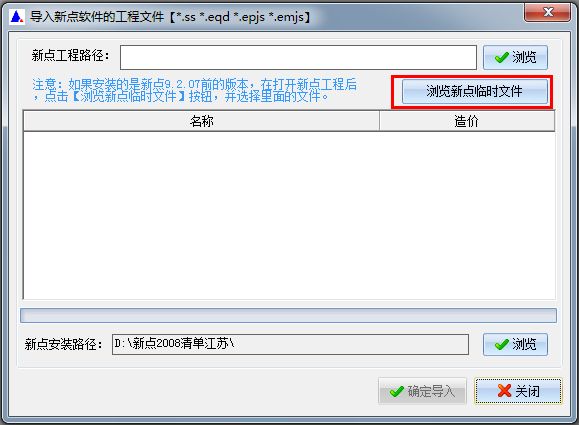 导入新点软件的工程文件【*.ss *.eqd *.epjs *.emjs】
新点工程路径： 浏览
注意：如果安装的是新点9.2.07前的版本，在打开新点工程后
，点击【浏览新点临时文件】按钮，并选择里面的文件。
浏览新点临时文件
名称 造价
新点安装路径： D:\新点2008清单江苏\ 浏览
确定导入 关闭